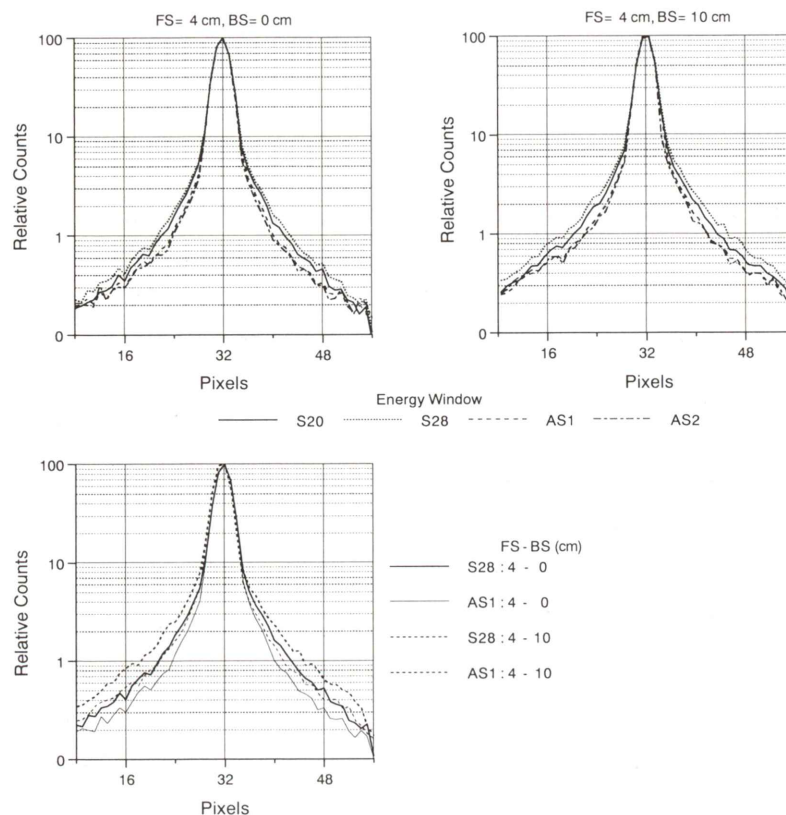 FS= 4 cm, BS= 0 cm
100
10
1
0
Relative Counts
16
32
48
Pixels
FS= 4 cm, BS= 10 cm
100
10
1
0
Relative Counts
16
32
48
Pixels
Energy Window
S20
S28
AS1
AS2
100
10
1
0
Relative Counts
16
32
48
Pixels
FS - BS (cm)
S28 : 4 - 0
AS1 : 4 - 0
S28 : 4 - 10
AS1 : 4 - 10